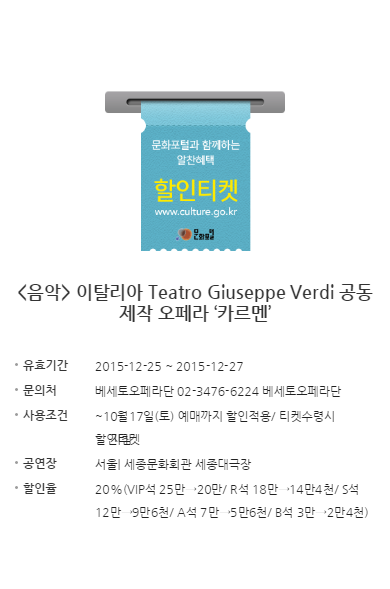 문화포털과 함께하는
알찬혜택
할인티켓
www.culture.go.kr
문화포털
<음악> 이탈리아 Teatro Giuseppe Verdi 공동
제작 오페라 ‘카르멘’
• 유효기간 2015-12-25 ~ 2015-12-27
• 문의처 베세토오페라단 02-3476-6224 베세토오페라단
• 사용조건 ~10월17일(토) 예매까지 할인적용/ 티켓수령시
할인티켓
• 공연장 서울| 세종문화회관 세종대극장
• 할인율 20%(VIP석 25만→20만/ R석 18만→14만4천/ S석
12만→9만6천/ A석 7만→5만6천/ B석 3만→2만4천)